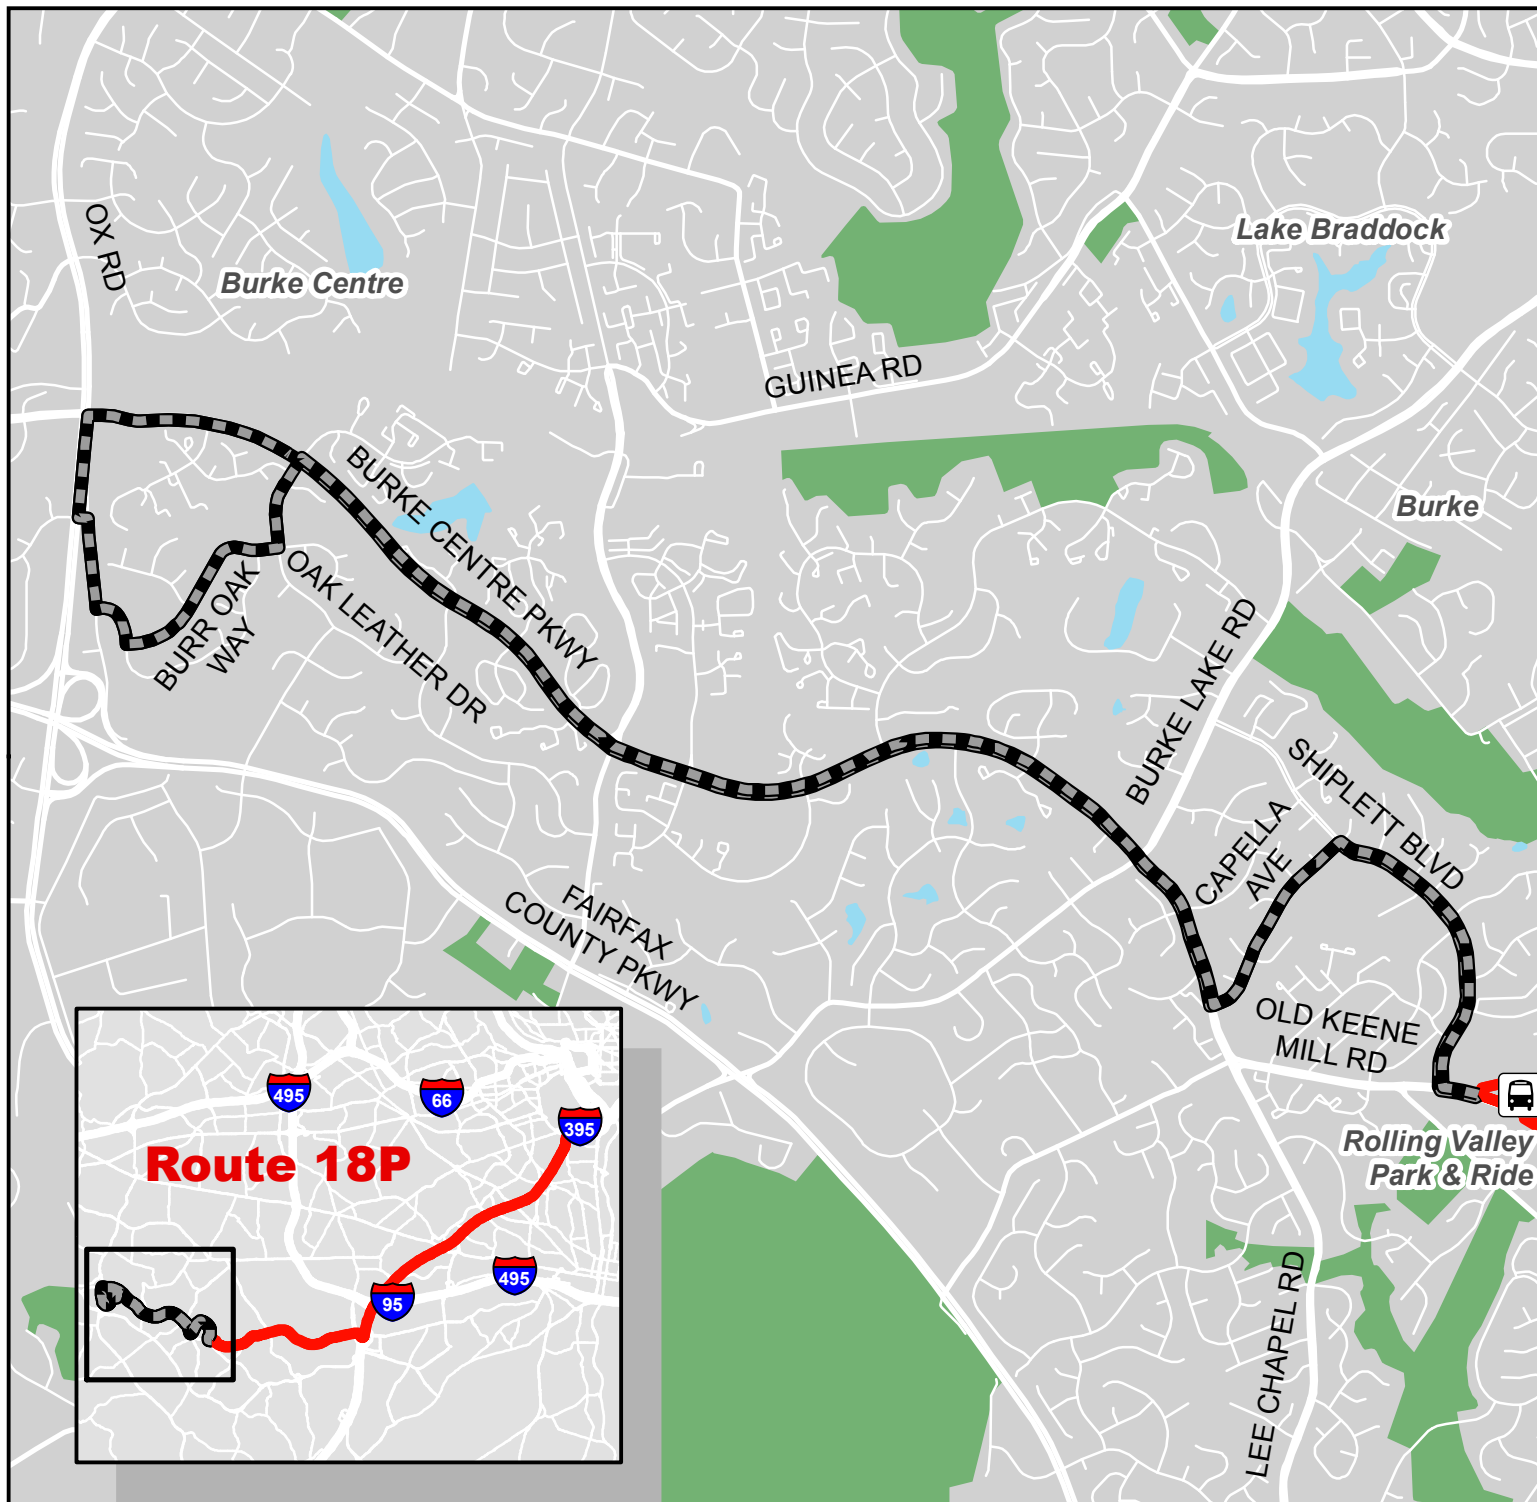 OX RD
Burke Centre
Lake Braddock
GUINEA RD
BURKE CENTRE PKWY
Burke
BURR OAK
WAY
OAK LEATHER DR
BURKE LAKE RD
SHIPLETT BLVD
CAPELLA
AVE
FAIRFAX
COUNTY PKWY
OLD KEENE
MILL RD
Rolling Valley
Park & Ride
LEE CHAPEL RD
495
66
395
Route 18P
495
95